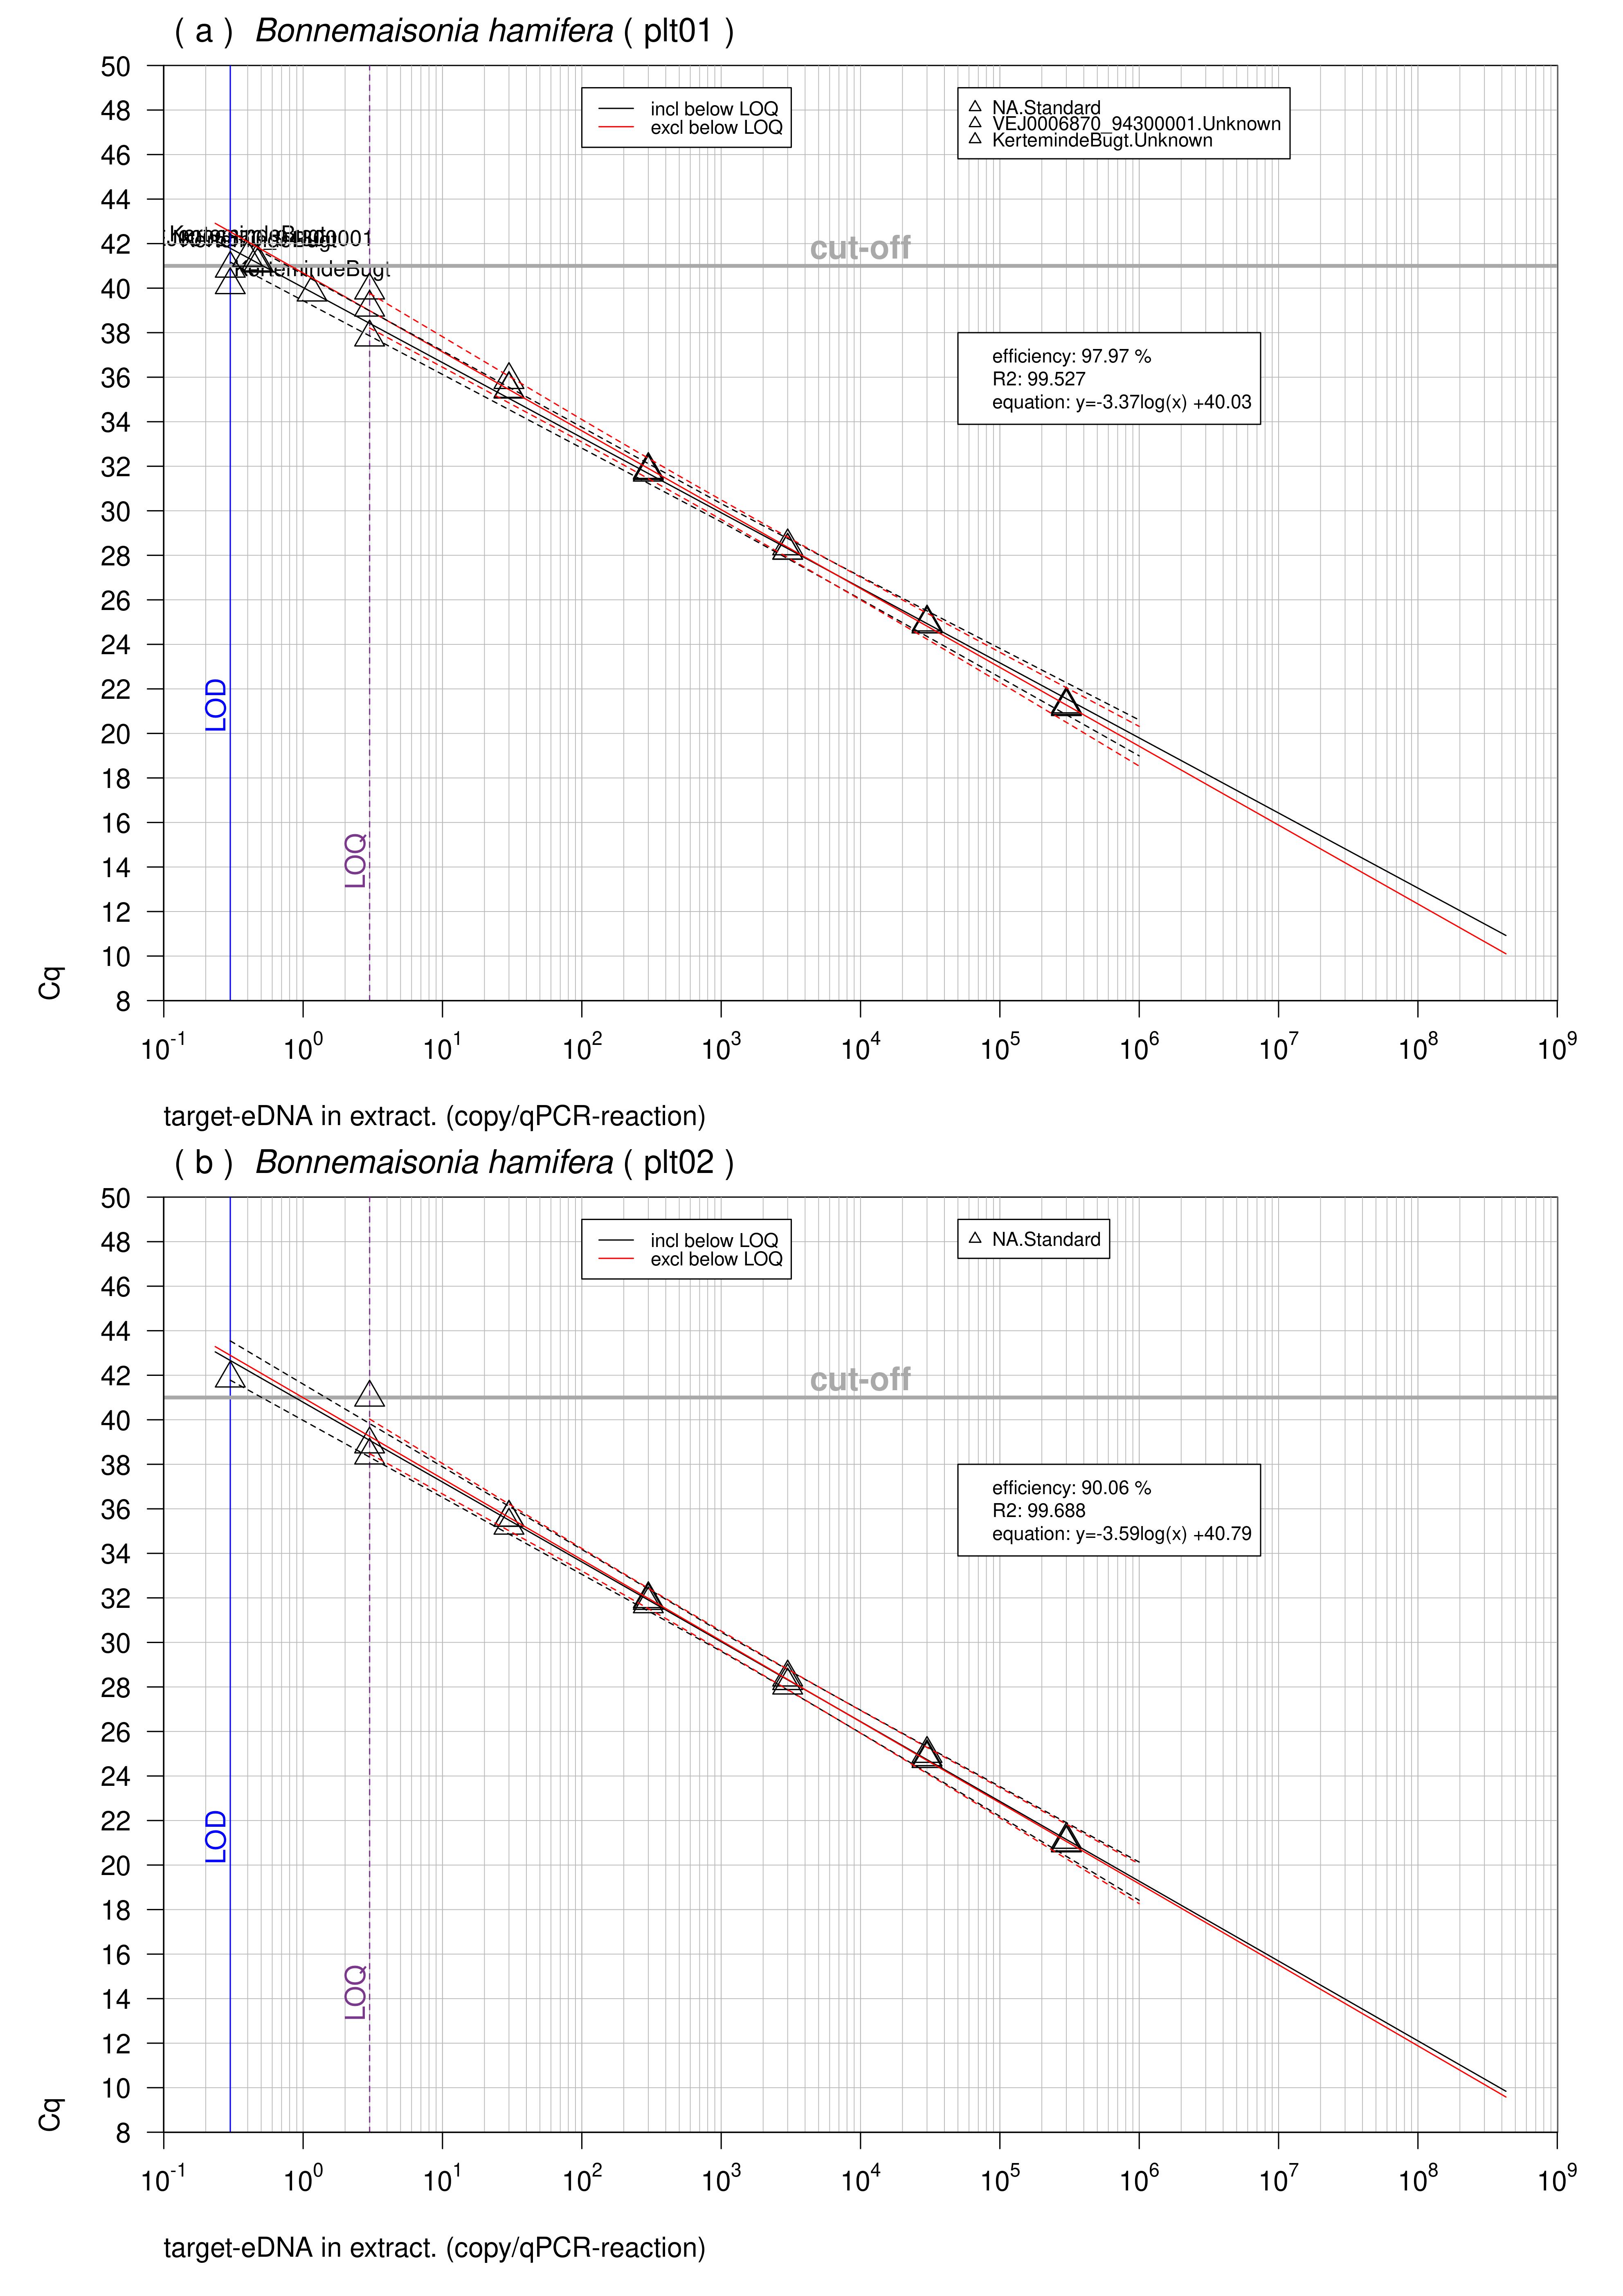 ( a ) Bonnemaisonia hamifera ( plt01 )
50
48
46
44
42
40
38
36
34
32
30
28
26
24
22
20
18
16
14
12
10
8
Cq
incl below LOQ
excl below LOQ
NA.Standard
VEJ0006870_94300001.Unknown
KertemindeBugt.Unknown
KertemindeBugt
cut-off
efficiency: 97.97 %
R2: 99.527
equation: y=-3.37log(x) +40.03
LOD
LOQ
10-1 100 101 102 103 104 105 106 107 108 109
target-eDNA in extract. (copy/qPCR-reaction)
( b ) Bonnemaisonia hamifera ( plt02 )
50
48
46
44
42
40
38
36
34
32
30
28
26
24
22
20
18
16
14
12
10
8
Cq
incl below LOQ
excl below LOQ
NA.Standard
cut-off
efficiency: 90.06 %
R2: 99.688
equation: y=-3.59log(x) +40.79
LOD
LOQ
10-1 100 101 102 103 104 105 106 107 108 109
target-eDNA in extract. (copy/qPCR-reaction)